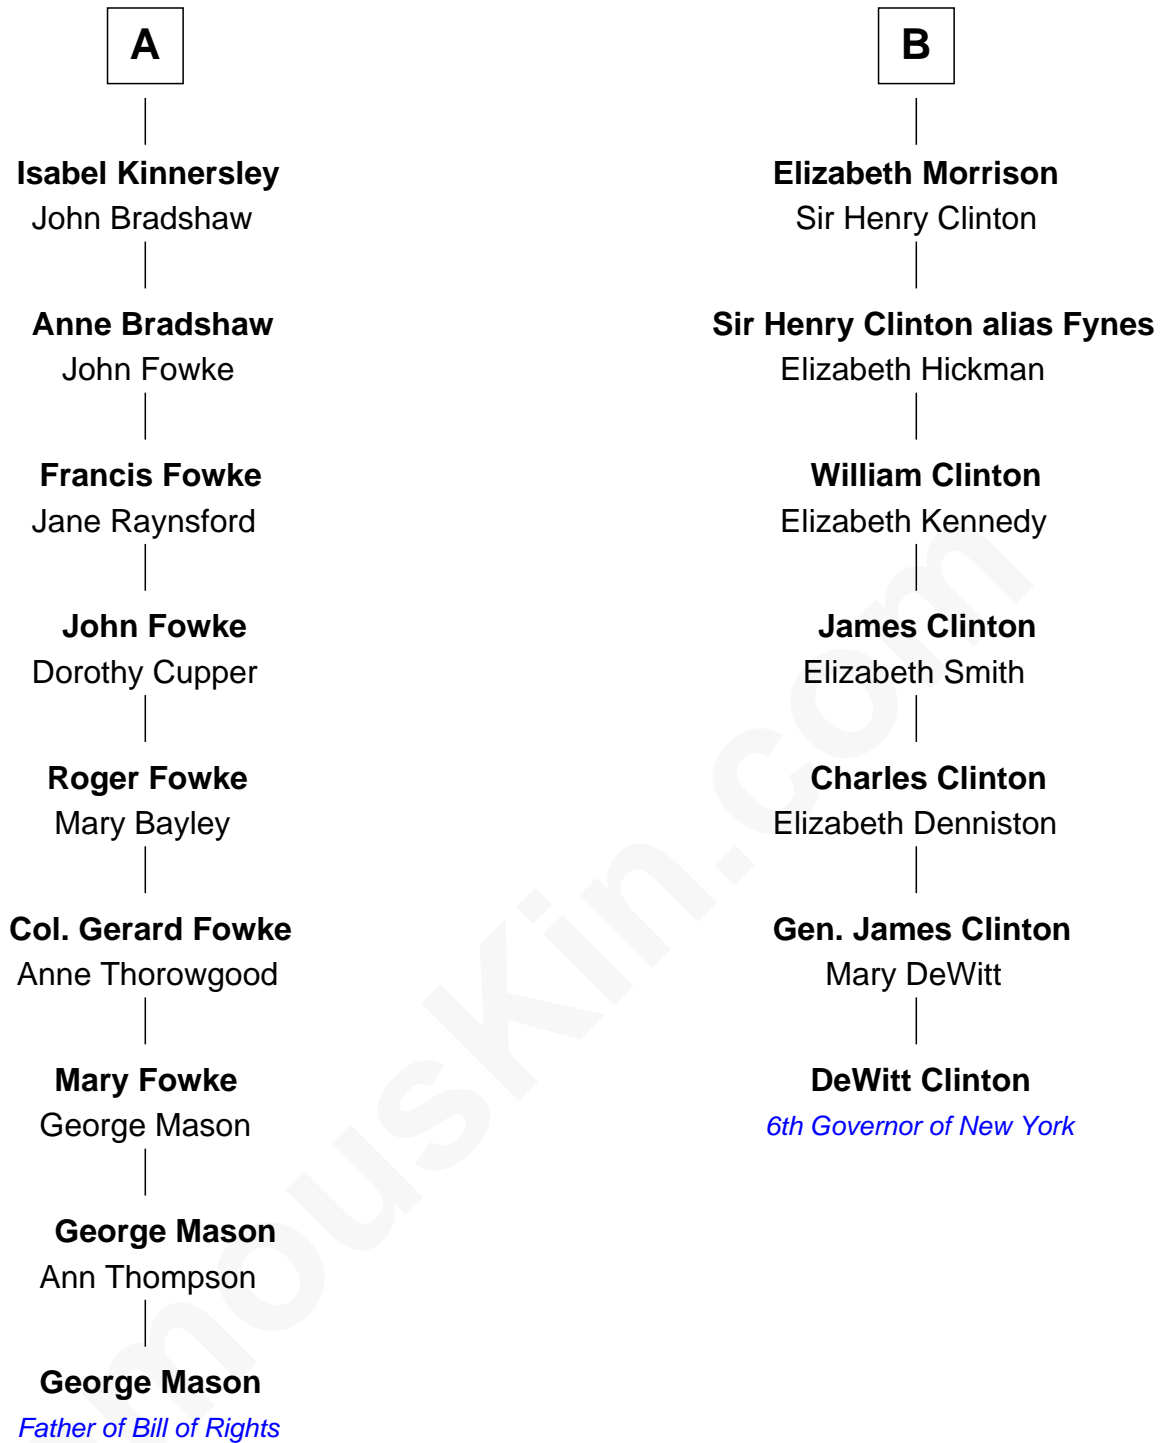 A
Isabel Kinnersley
John Bradshaw
Anne Bradshaw
John Fowke
Francis Fowke
Jane Raynsford
John Fowke
Dorothy Cupper
Roger Fowke
Mary Bayley
Col. Gerard Fowke
Anne Thorowgood
Mary Fowke
George Mason
George Mason
Ann Thompson
George Mason
Father of Bill of Rights
B
Elizabeth Morrison
Sir Henry Clinton
Sir Henry Clinton alias Fynes
Elizabeth Hickman
William Clinton
Elizabeth Kennedy
James Clinton
Elizabeth Smith
Charles Clinton
Elizabeth Denniston
Gen. James Clinton
Mary DeWitt
DeWitt Clinton
6th Governor of New York
mousKin.com